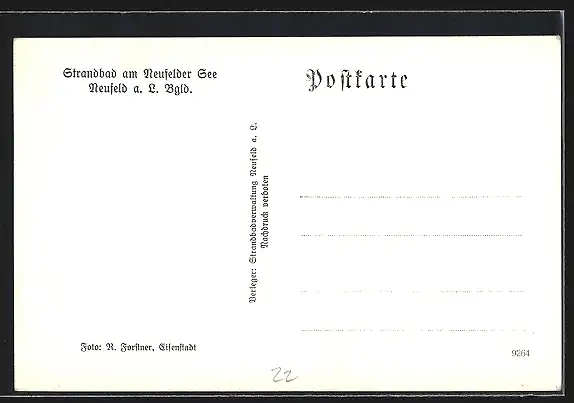 Strandbad am Neufelder See
Neufeld a. L. Bgld.
Postkarte
Verleger: Strandbadverwaltung Neufeld a. L.
Nachdruck verboten
Foto: R. Forstner, Eisenstadt
9264
22